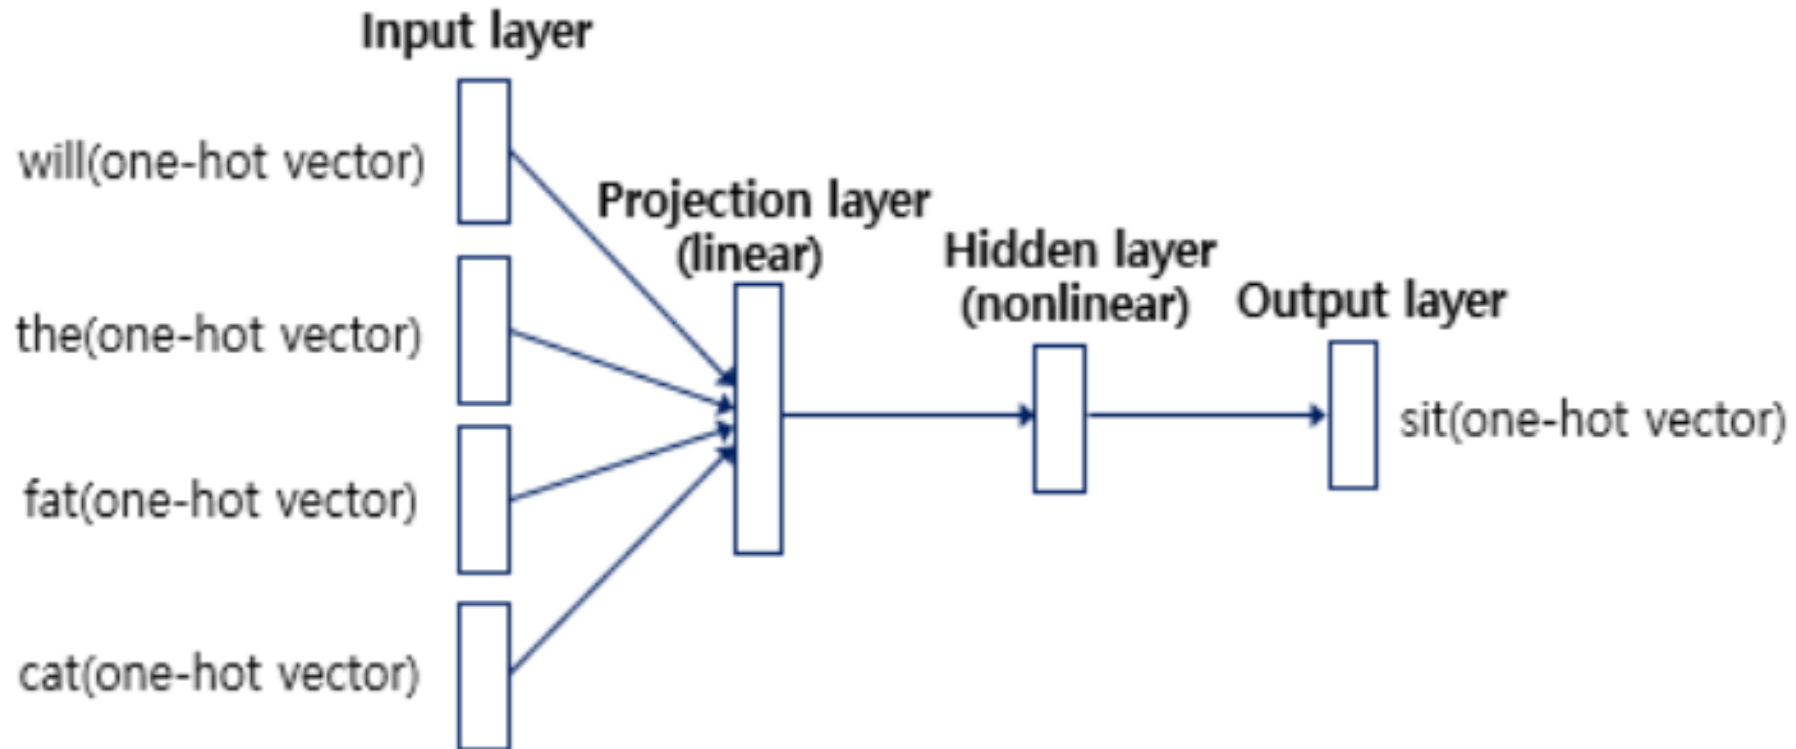 Input layer
will(one-hot vector)
the(one-hot vector)
fat(one-hot vector)
cat(one-hot vector)
Projection layer
(linear)
Hidden layer
(nonlinear)
Output layer
sit(one-hot vector)